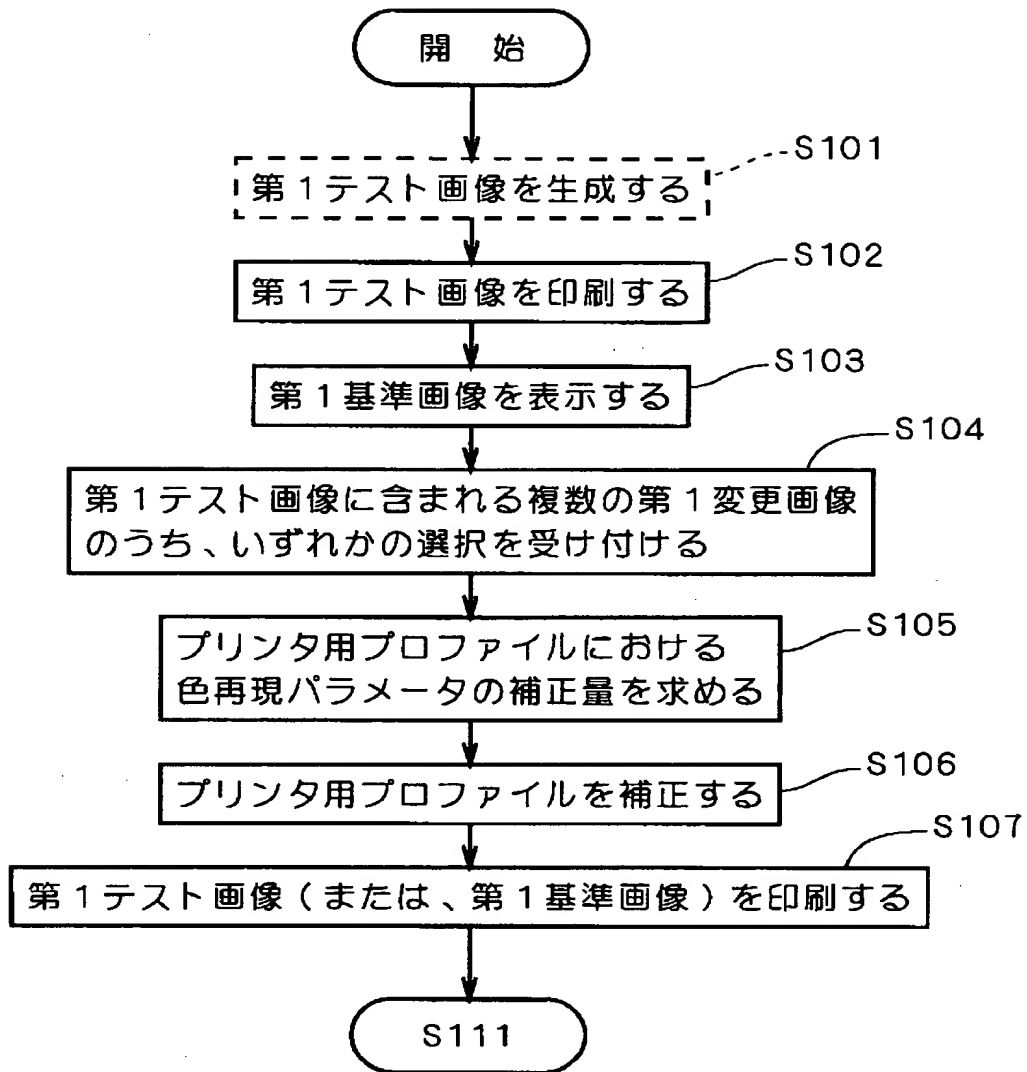 開 始
S101
第1テスト画像を生成する
S102
第1テスト画像を印刷する
S103
第1基準画像を表示する
S104
第1テスト画像に含まれる複数の第1変更画像
のうち、いずれかの選択を受け付ける
S105
プリンタ用プロファイルにおける
色再現パラメータの補正量を求める
S106
プリンタ用プロファイルを補正する
S107
第1テスト画像(または、第1基準画像)を印刷する
S111